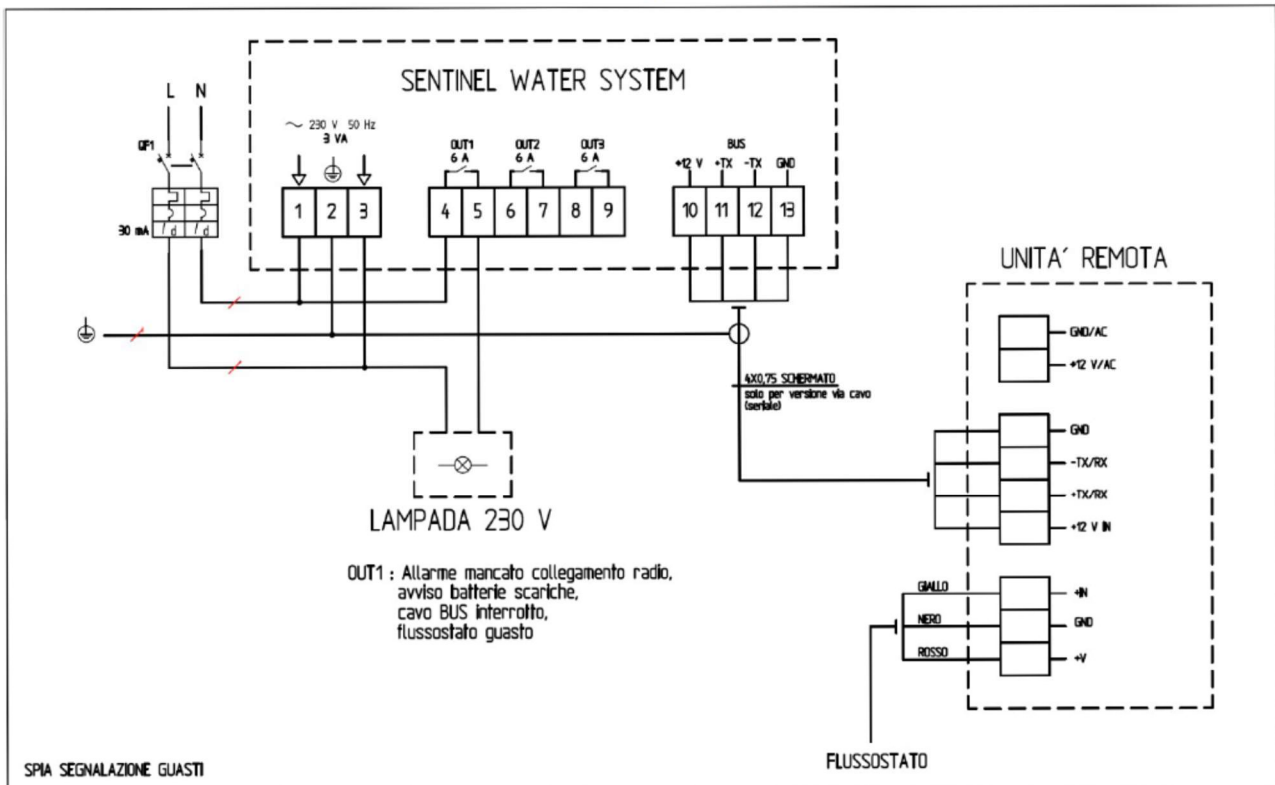 SENTINEL WATER SYSTEM
L N
QF1
30 mA
~ 230 V 50 Hz
3 VA
OUT1
6 A
OUT2
6 A
OUT3
6 A
BUS
+12 V +TX -TX GND
1 2 3
4 5 6 7 8 9
10 11 12 13
d d
UNITA' REMOTA
GND/AC
+12 V/AC
4X0,75 SCHERMATO
solo per versione via cavo
(seriale)
GND
-TX/RX
+TX/RX
+12 V IN
LAMPADA 230 V
OUT1 : Allarme mancato collegamento radio,
avviso batterie scariche,
cavo BUS interrotto,
flussostato guasto
GIALLO
NERO
ROSSO
+IN
GND
+V
FLUSSOSTATO
SPIA SEGNALAZIONE GUASTI